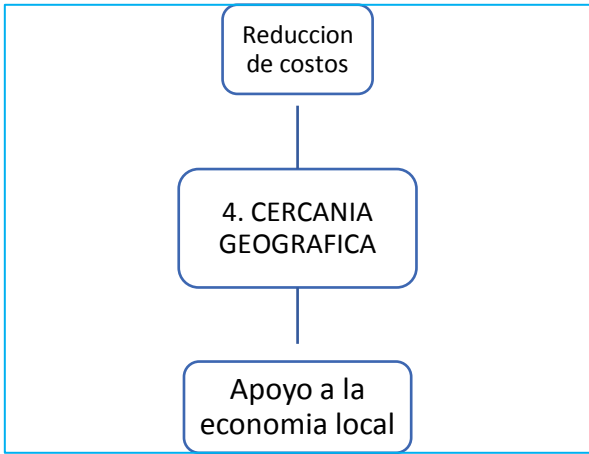 Reduccion
de costos
4. CERCANIA
GEOGRAFICA
Apoyo a la
economia local